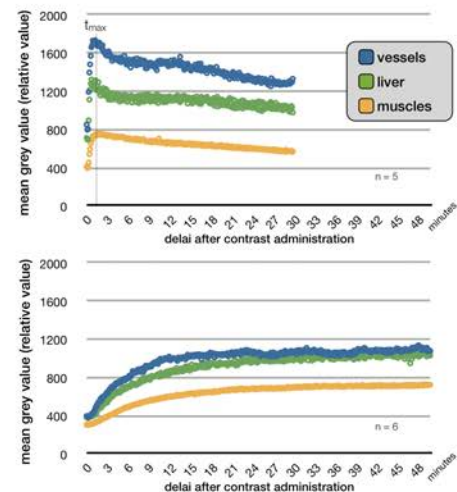 mean grey value (relative value)
2000
1600
1200
800
400
0
tmax
vessels
liver
muscles
n = 5
0 3 6 9 12 15 18 21 24 27 30 33 36 39 42 45 48 minutes
delai after contrast administration
mean grey value (relative value)
2000
1600
1200
800
400
0
n = 6
0 3 6 9 12 15 18 21 24 27 30 33 33 39 42 45 48 minutes
delai after contrast administration